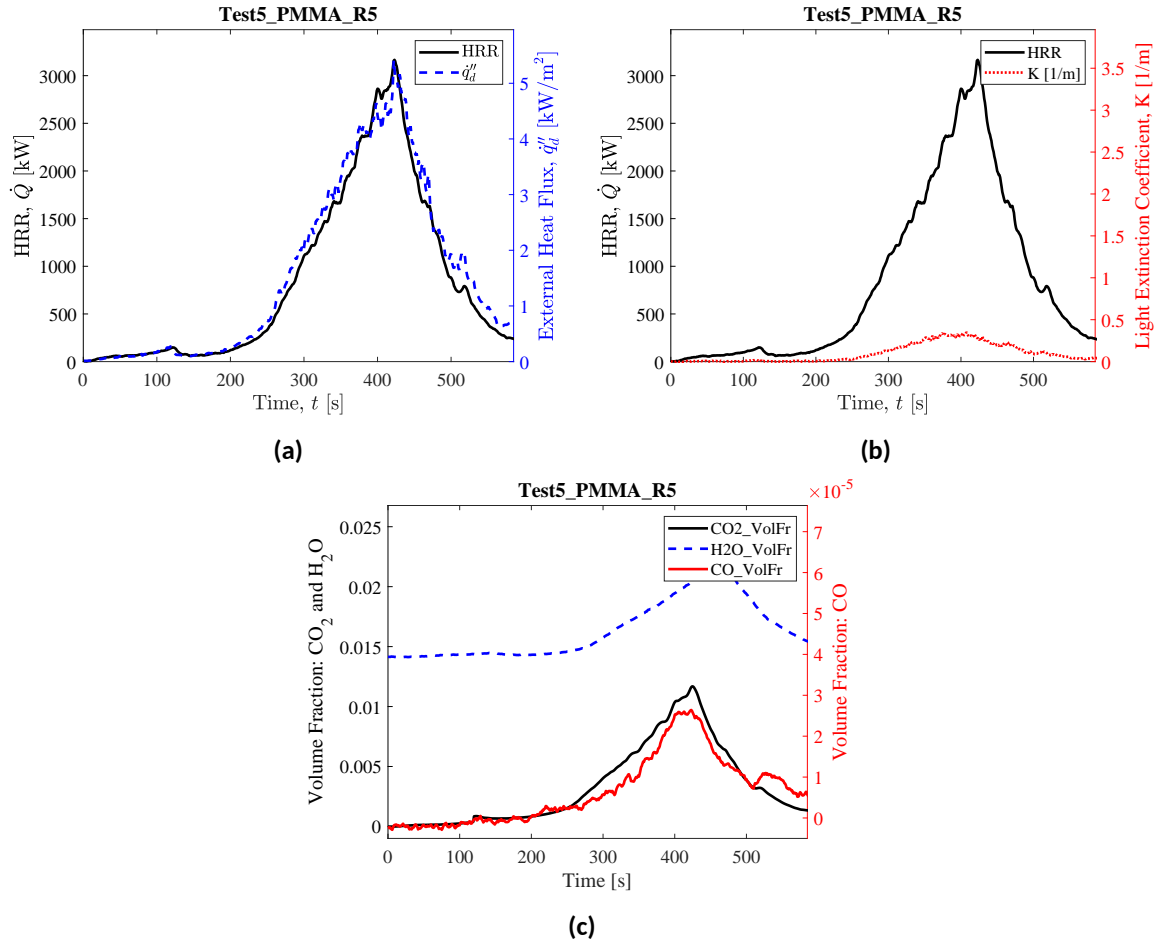 Test5_PMMA_R5
HRR
q̇″d
HRR, Q̇ [kW]
0
500
1000
1500
2000
2500
3000
0 100 200 300 400 500
Time, t [s]
0
1
2
3
4
5
External Heat Flux, q̇″d [kW/m²]
(a)
Test5_PMMA_R5
HRR
K [1/m]
HRR, Q̇ [kW]
0
500
1000
1500
2000
2500
3000
0 100 200 300 400 500
Time, t [s]
0
0.5
1
1.5
2
2.5
3
3.5
Light Extinction Coefficient, K [1/m]
(b)
Test5_PMMA_R5
×10⁻⁵
CO2_VolFr
H2O_VolFr
CO_VolFr
Volume Fraction: CO₂ and H₂O
0
0.005
0.01
0.015
0.02
0.025
0 100 200 300 400 500
Time [s]
0
1
2
3
4
5
6
7
Volume Fraction: CO
(c)